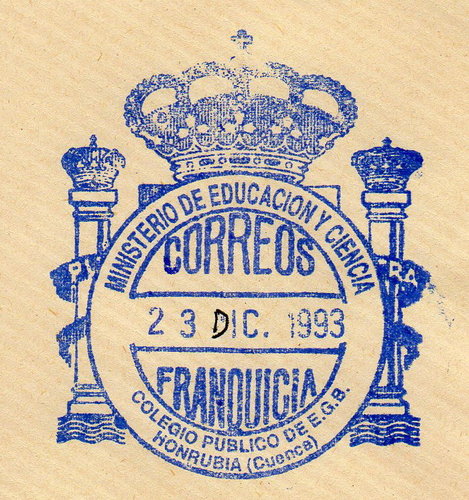 MINISTERIO DE EDUCACION Y CIENCIA
CORREOS
23 DIC. 1993
FRANQUICIA
COLEGIO PUBLICO DE E.G.B.
HONRUBIA (Cuenca)